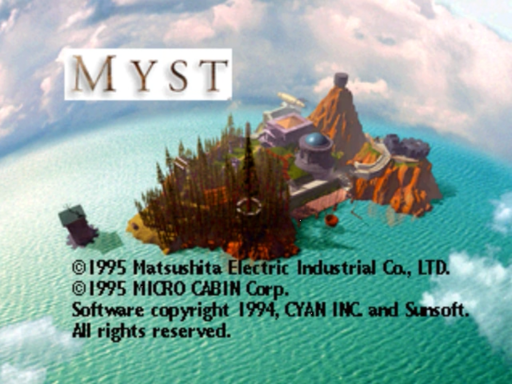 MYST
©1995 Matsushita Electric Industrial Co., LTD.
©1995 MICRO CABIN Corp.
Software copyright 1994, CYAN INC. and Sunsoft.
All rights reserved.